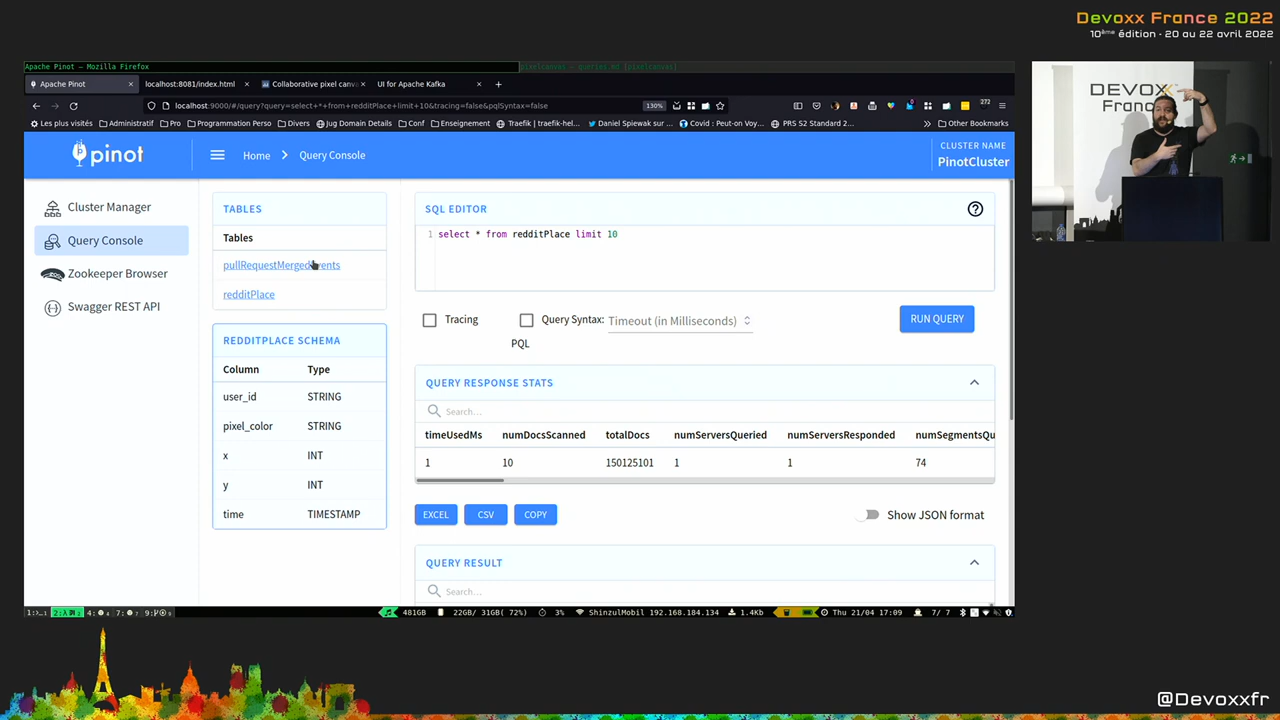 Devoxx France 2022
10ème édition - 20 au 22 avril 2022
Apache Pinot — Mozilla Firefox
pixelcanvas – queries.md [pixelcanvas]
Apache Pinot
localhost:8081/index.html
Collaborative pixel canv
UI for Apache Kafka
localhost:9000/#/query?query=select+*+from+redditPlace+limit+10&tracing=false&pqlSyntax=false
130%
272
Les plus visités
Administratif
Pro
Programmation Perso
Divers
Jug Domain Details
Conf
Enseignement
Traefik | traefik-hel...
Daniel Spiewak sur ...
Covid : Peut-on Voy...
PRS S2 Standard 2...
Other Bookmarks
pinot
Home > Query Console
CLUSTER NAME
PinotCluster
Cluster Manager
Query Console
Zookeeper Browser
Swagger REST API
TABLES
Tables
pullRequestMergedEvents
redditPlace
REDDITPLACE SCHEMA
Column Type
user_id STRING
pixel_color STRING
x INT
y INT
time TIMESTAMP
SQL EDITOR
1 select * from redditPlace limit 10
Tracing
Query Syntax:
PQL
Timeout (in Milliseconds)
RUN QUERY
QUERY RESPONSE STATS
Search...
timeUsedMs numDocsScanned totalDocs numServersQueried numServersResponded numSegmentsQu
1 10 150125101 1 1 74
EXCEL CSV COPY
Show JSON format
QUERY RESULT
Search...
481GB 22GB/ 31GB( 72%) 3% ShinzulMobil 192.168.184.134 1.4Kb Thu 21/04 17:09 7/ 7
DEVOXX
France
@Devoxxfr